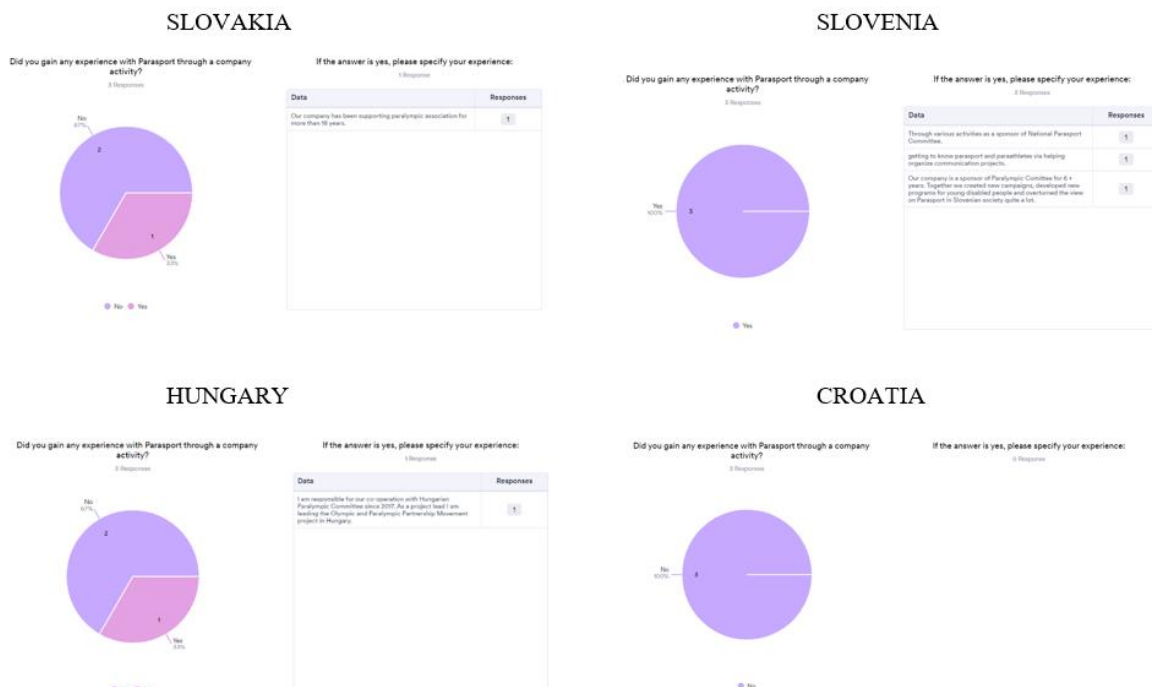 SLOVAKIA
Did you gain any experience with Parasport through a company
activity?
3 Responses
No
67%
2
1
Yes
33%
No Yes
If the answer is yes, please specify your experience:
1 Response
Data Responses
Our company has been supporting paralympic association for
more than 16 years.
1
SLOVENIA
Did you gain any experience with Parasport through a company
activity?
3 Responses
Yes
100%
3
Yes
If the answer is yes, please specify your experience:
3 Responses
Data Responses
Through various activities as a sponsor of National Parasport
Committee.
1
getting to know parasport and paraathletes via helping
organize communication projects.
1
Our company is a sponsor of Paralympic Comittee for 6 +
years. Together we created new campaigns, developed new
programs for young disabled people and overturned the view
on Parasport in Slovenian society quite a lot.
1
HUNGARY
Did you gain any experience with Parasport through a company
activity?
3 Responses
No
67%
2
1
Yes
33%
If the answer is yes, please specify your experience:
1 Response
Data Responses
I am responsible for our co-operation with Hungarian
Paralympic Committee since 2017. As a project lead I am
leading the Olympic and Paralympic Partnership Movement
project in Hungary.
1
CROATIA
Did you gain any experience with Parasport through a company
activity?
3 Responses
No
100%
3
No
If the answer is yes, please specify your experience:
0 Response